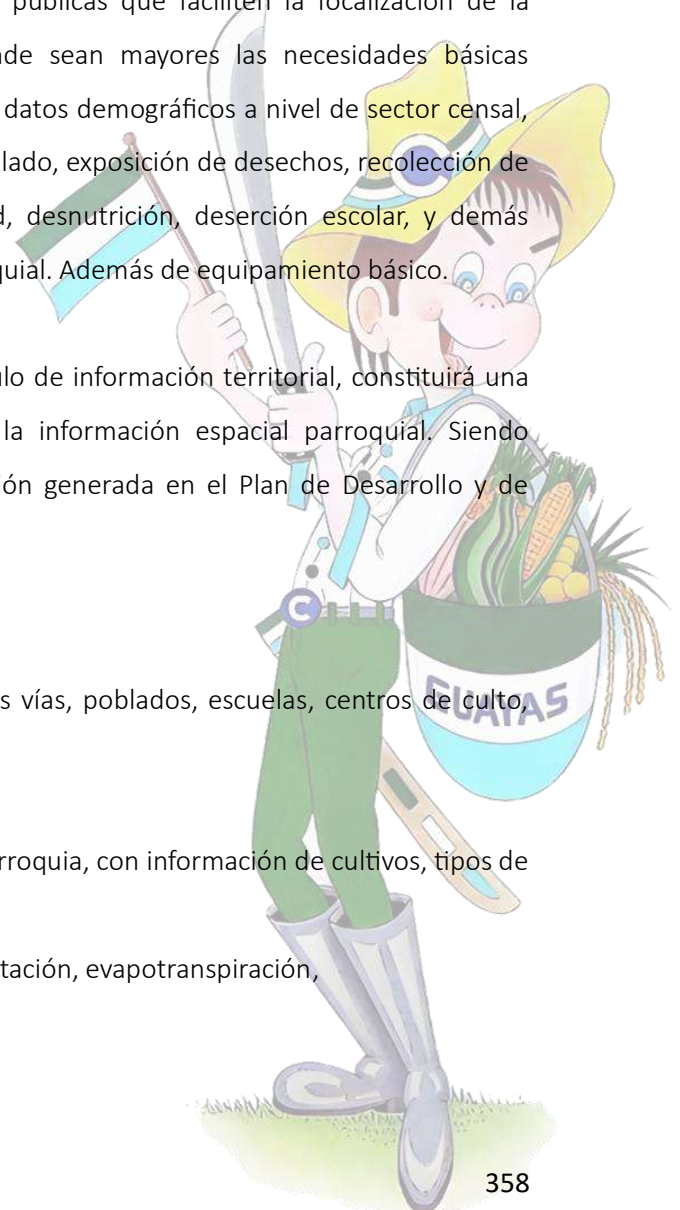 públicas que faciliten la focalización de la
nde sean mayores las necesidades básicas
datos demográficos a nivel de sector censal,
lado, exposición de desechos, recolección de
d, desnutrición, deserción escolar, y demás
quial. Además de equipamiento básico.
ulo de información territorial, constituirá una
la información espacial parroquial. Siendo
ión generada en el Plan de Desarrollo y de
C
s vías, poblados, escuelas, centros de culto,
GUAYAS
rroquia, con información de cultivos, tipos de
tación, evapotranspiración,
358